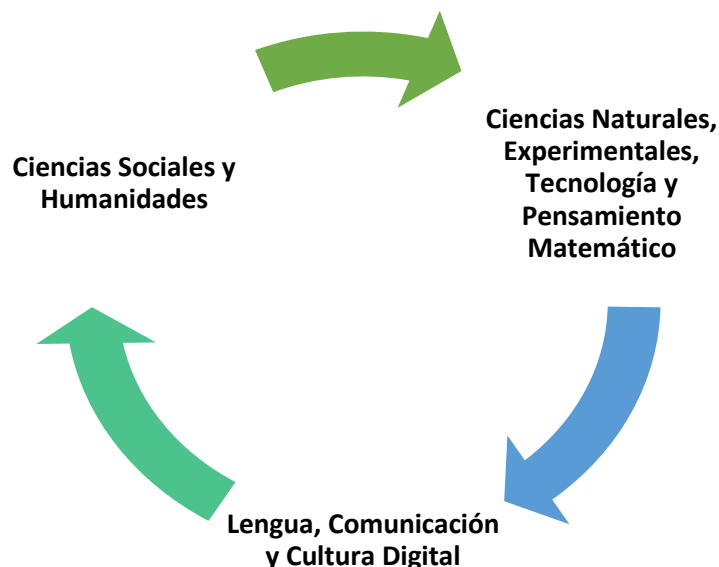 Ciencias Sociales y
Humanidades
Ciencias Naturales,
Experimentales,
Tecnología y
Pensamiento
Matemático
Lengua, Comunicación
y Cultura Digital